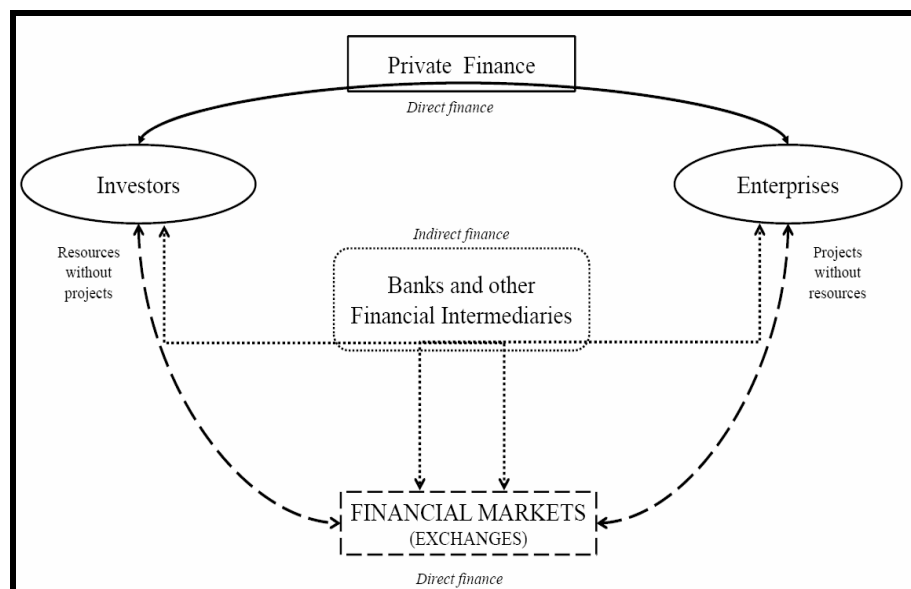 Private Finance
Direct finance
Investors
Enterprises
Indirect finance
Resources
without
projects
Projects
without
resources
Banks and other
Financial Intermediaries
FINANCIAL MARKETS
(EXCHANGES)
Direct finance